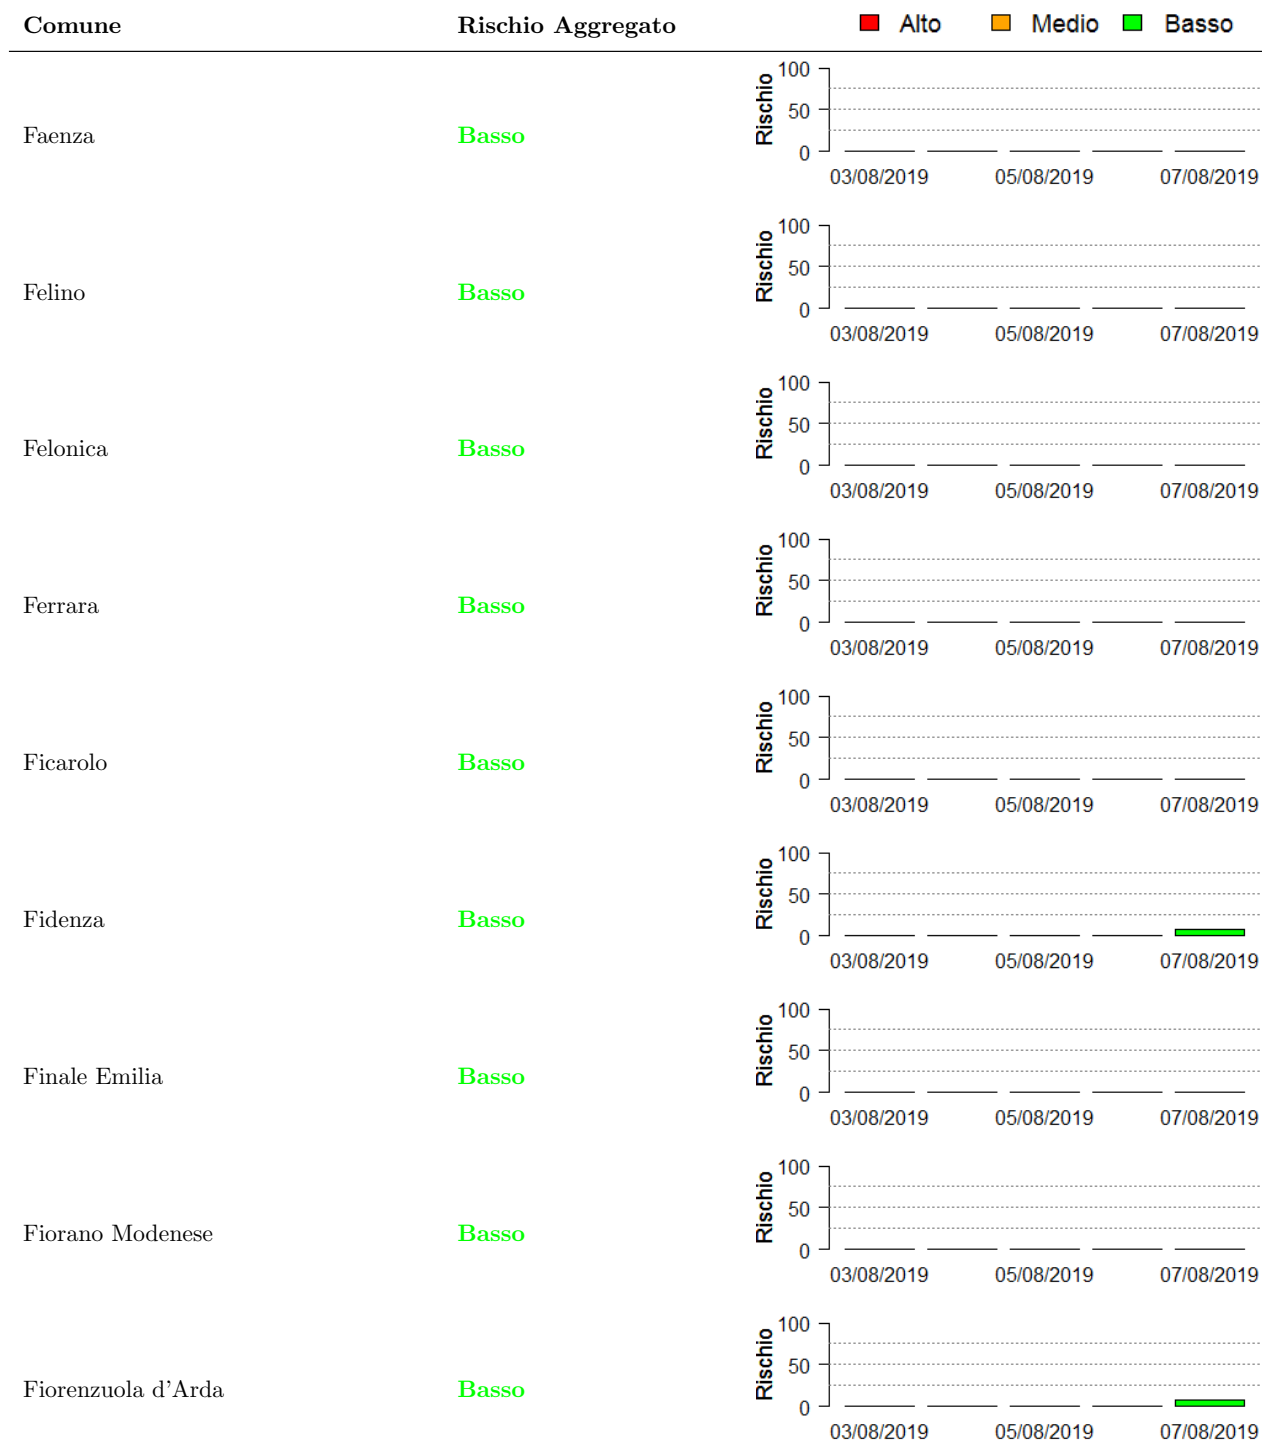 Comune Rischio Aggregato Alto Medio Basso
100
Rischio
50
Faenza Basso
0
03/08/2019 05/08/2019 07/08/2019
100
Rischio
50
Felino Basso
0
03/08/2019 05/08/2019 07/08/2019
100
Rischio
50
Felonica Basso
0
03/08/2019 05/08/2019 07/08/2019
100
Rischio
50
Ferrara Basso
0
03/08/2019 05/08/2019 07/08/2019
100
Rischio
50
Ficarolo Basso
0
03/08/2019 05/08/2019 07/08/2019
100
Rischio
50
Fidenza Basso
0
03/08/2019 05/08/2019 07/08/2019
100
Rischio
50
Finale Emilia Basso
0
03/08/2019 05/08/2019 07/08/2019
100
Rischio
50
Fiorano Modenese Basso
0
03/08/2019 05/08/2019 07/08/2019
100
Rischio
50
Fiorenzuola d'Arda Basso
0
03/08/2019 05/08/2019 07/08/2019